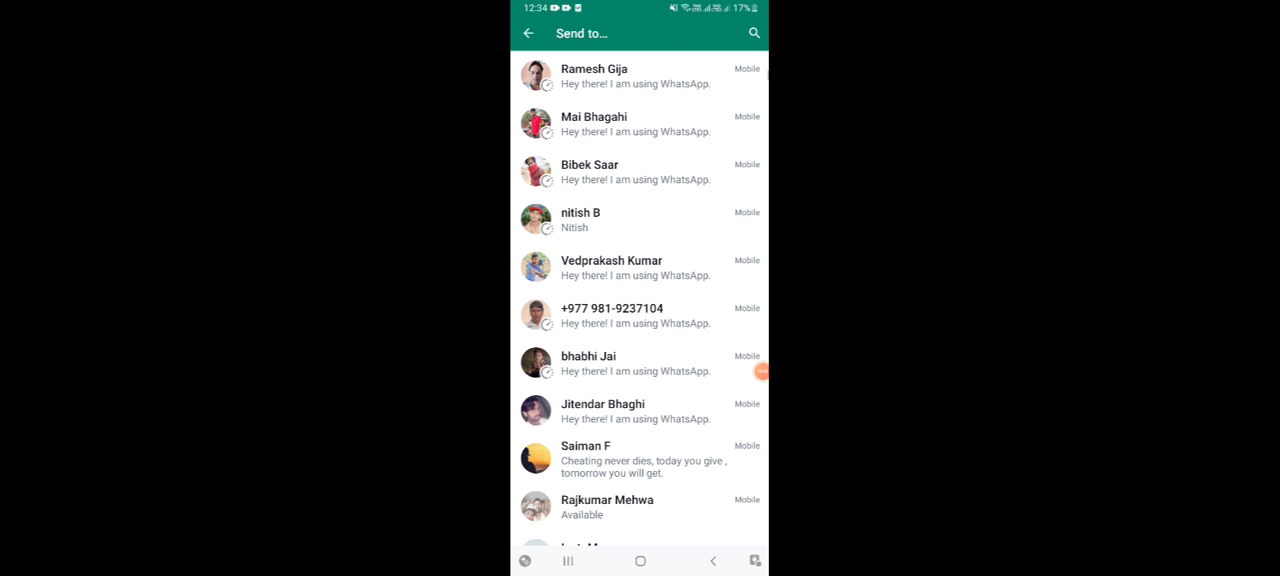 12:34 17%
Send to...
Ramesh Gija Mobile
Hey there! I am using WhatsApp.
Mai Bhagahi Mobile
Hey there! I am using WhatsApp.
Bibek Saar Mobile
Hey there! I am using WhatsApp.
nitish B Mobile
Nitish
Vedprakash Kumar Mobile
Hey there! I am using WhatsApp.
+977 981-9237104 Mobile
Hey there! I am using WhatsApp.
bhabhi Jai Mobile
Hey there! I am using WhatsApp.
Jitendar Bhaghi Mobile
Hey there! I am using WhatsApp.
Saiman F Mobile
Cheating never dies, today you give ,
tomorrow you will get.
Rajkumar Mehwa Mobile
Available